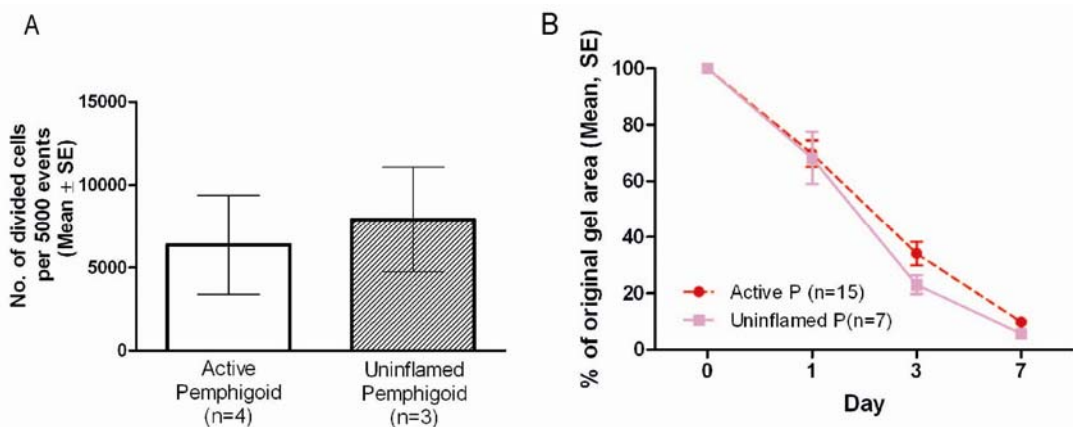 A
No. of divided cells
per 5000 events
(Mean ± SE)
15000
10000
5000
0
Active
Pemphigoid
(n=4)
Uninflamed
Pemphigoid
(n=3)
B
% of original gel area (Mean, SE)
100
80
60
40
20
0
Active P (n=15)
Uninflamed P(n=7)
0 1 3 7
Day